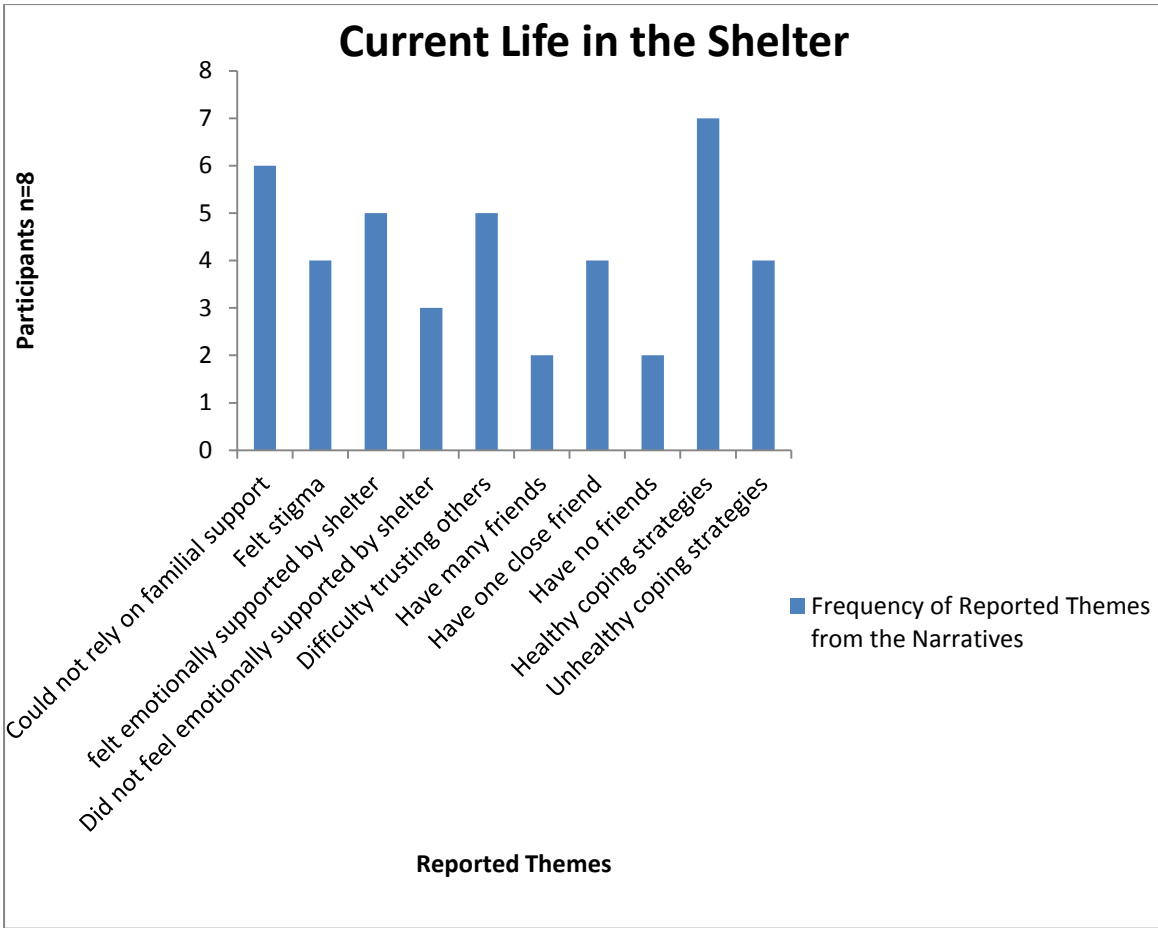 Current Life in the Shelter
8
7
6
5
4
3
2
1
0
Participants n=8
Could not rely on familial support
Felt stigma
felt emotionally supported by shelter
Did not feel emotionally supported by shelter
Difficulty trusting others
Have many friends
Have one close friend
Have no friends
Healthy coping strategies
Unhealthy coping strategies
Frequency of Reported Themes
from the Narratives
Reported Themes